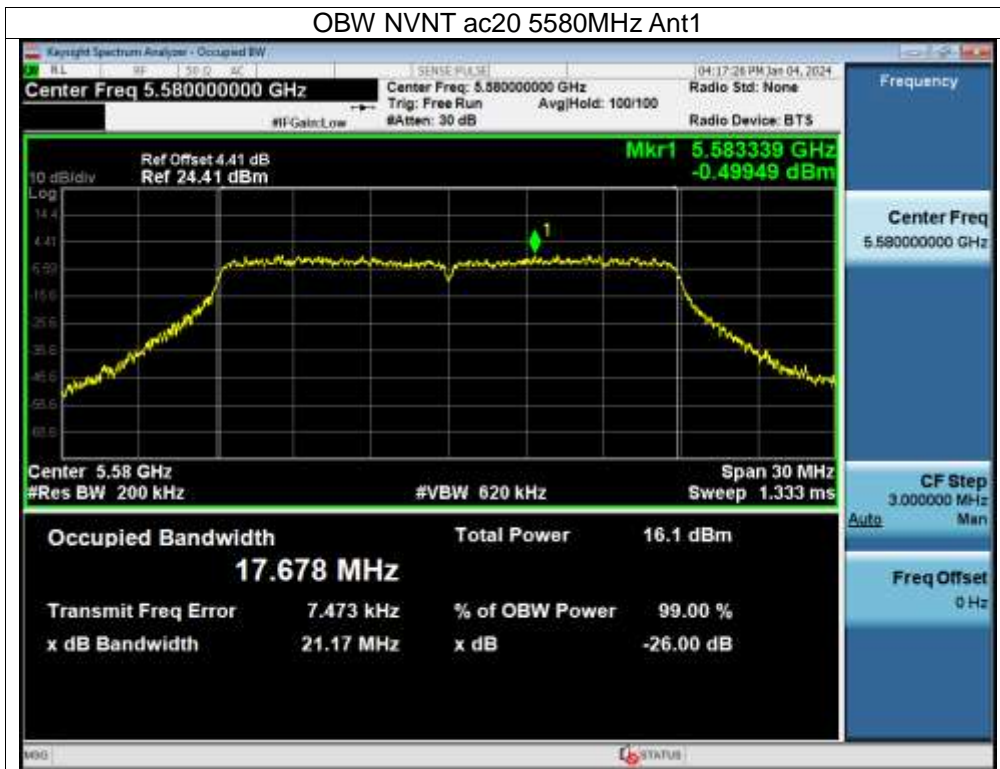 OBW NVNT ac20 5580MHz Ant1
Keysight Spectrum Analyzer - Occupied BW
RL RF 50 Ω AC SENSE:PULSE 04:17:26 PM Jan 04, 2024
Center Freq 5.580000000 GHz Center Freq: 5.580000000 GHz Radio Std: None Frequency
Trig: Free Run Avg|Hold: 100/100
#IFGain:Low #Atten: 30 dB Radio Device: BTS
Ref Offset 4.41 dB Mkr1 5.583339 GHz
10 dB/div Ref 24.41 dBm -0.49949 dBm
Log
14.4
4.41
-5.59
-15.6
-25.6
-35.6
-45.6
-55.6
-65.6
1
Center Freq
5.580000000 GHz
Center 5.58 GHz Span 30 MHz
#Res BW 200 kHz #VBW 620 kHz Sweep 1.333 ms
CF Step
3.000000 MHz
Auto Man
Occupied Bandwidth Total Power 16.1 dBm
17.678 MHz
Freq Offset
0 Hz
Transmit Freq Error 7.473 kHz % of OBW Power 99.00 %
x dB Bandwidth 21.17 MHz x dB -26.00 dB
MSG STATUS